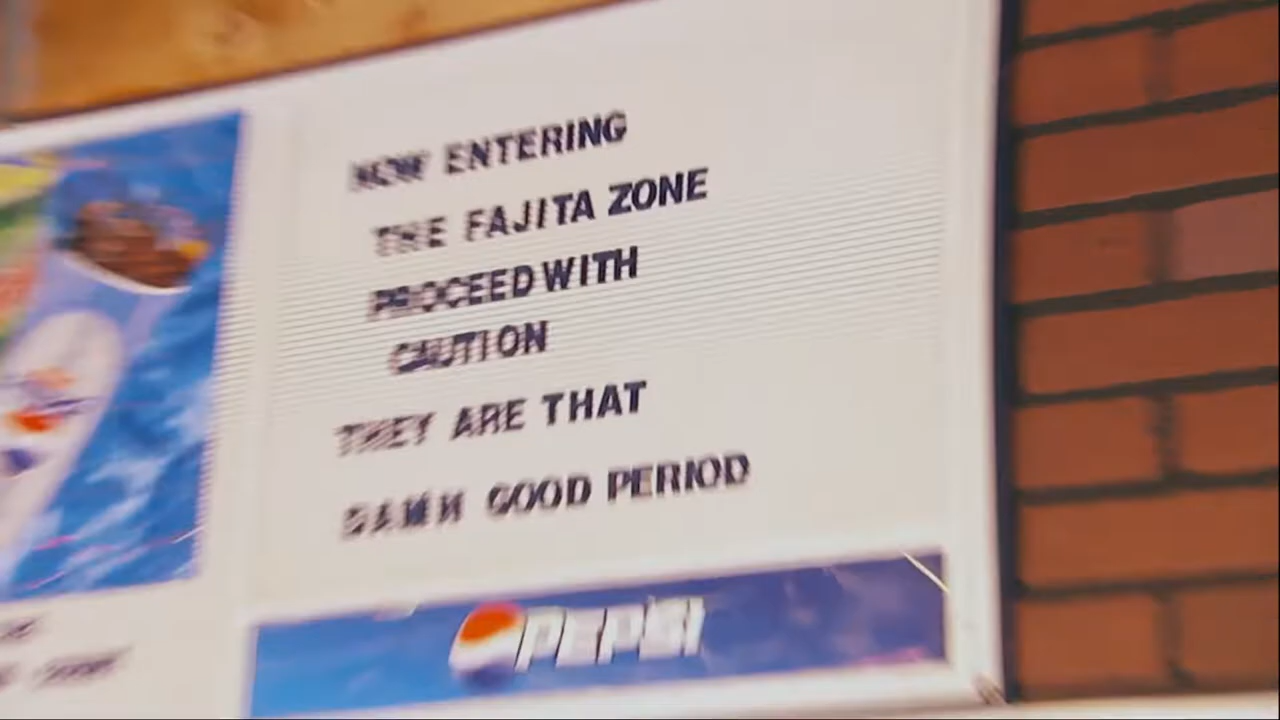 NOW ENTERING
THE FAJITA ZONE
PROCEED WITH
CAUTION
THEY ARE THAT
DAMN GOOD PERIOD
PEPSI